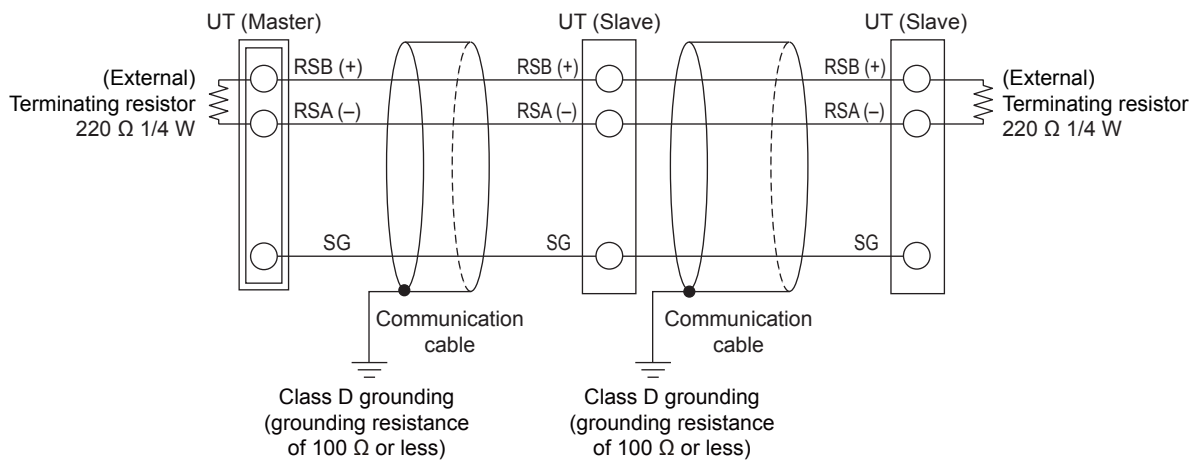 UT (Master)
UT (Slave)
UT (Slave)
(External)
Terminating resistor
220 Ω 1/4 W
RSB (+)
RSB (+)
RSB (+)
(External)
Terminating resistor
220 Ω 1/4 W
RSA (–)
RSA (–)
RSA (–)
SG
SG
SG
Communication
cable
Communication
cable
Class D grounding
(grounding resistance
of 100 Ω or less)
Class D grounding
(grounding resistance
of 100 Ω or less)